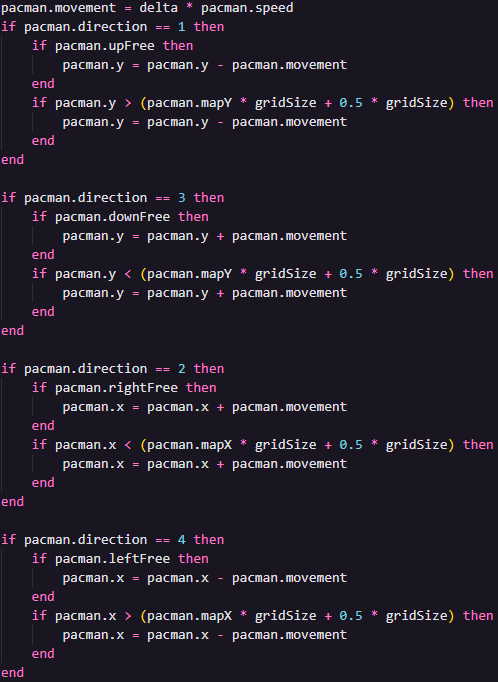 pacman.movement = delta * pacman.speed
if pacman.direction == 1 then
    if pacman.upFree then
        pacman.y = pacman.y - pacman.movement
    end
    if pacman.y > (pacman.mapY * gridSize + 0.5 * gridSize) then
        pacman.y = pacman.y - pacman.movement
    end
end

if pacman.direction == 3 then
    if pacman.downFree then
        pacman.y = pacman.y + pacman.movement
    end
    if pacman.y < (pacman.mapY * gridSize + 0.5 * gridSize) then
        pacman.y = pacman.y + pacman.movement
    end
end

if pacman.direction == 2 then
    if pacman.rightFree then
        pacman.x = pacman.x + pacman.movement
    end
    if pacman.x < (pacman.mapX * gridSize + 0.5 * gridSize) then
        pacman.x = pacman.x + pacman.movement
    end
end

if pacman.direction == 4 then
    if pacman.leftFree then
        pacman.x = pacman.x - pacman.movement
    end
    if pacman.x > (pacman.mapX * gridSize + 0.5 * gridSize) then
        pacman.x = pacman.x - pacman.movement
    end
end